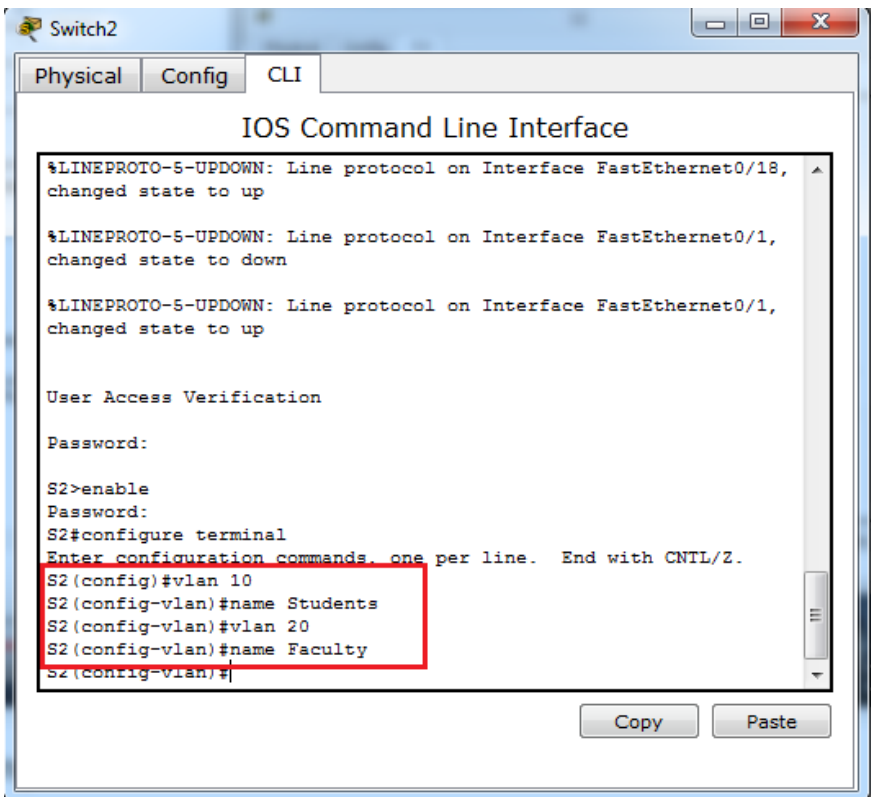 Switch2
Physical Config CLI
IOS Command Line Interface
%LINEPROTO-5-UPDOWN: Line protocol on Interface FastEthernet0/18,
changed state to up
%LINEPROTO-5-UPDOWN: Line protocol on Interface FastEthernet0/1,
changed state to down
%LINEPROTO-5-UPDOWN: Line protocol on Interface FastEthernet0/1,
changed state to up
User Access Verification
Password:
S2>enable
Password:
S2#configure terminal
Enter configuration commands, one per line.  End with CNTL/Z.
S2(config)#vlan 10
S2(config-vlan)#name Students
S2(config-vlan)#vlan 20
S2(config-vlan)#name Faculty
S2(config-vlan)#
Copy Paste